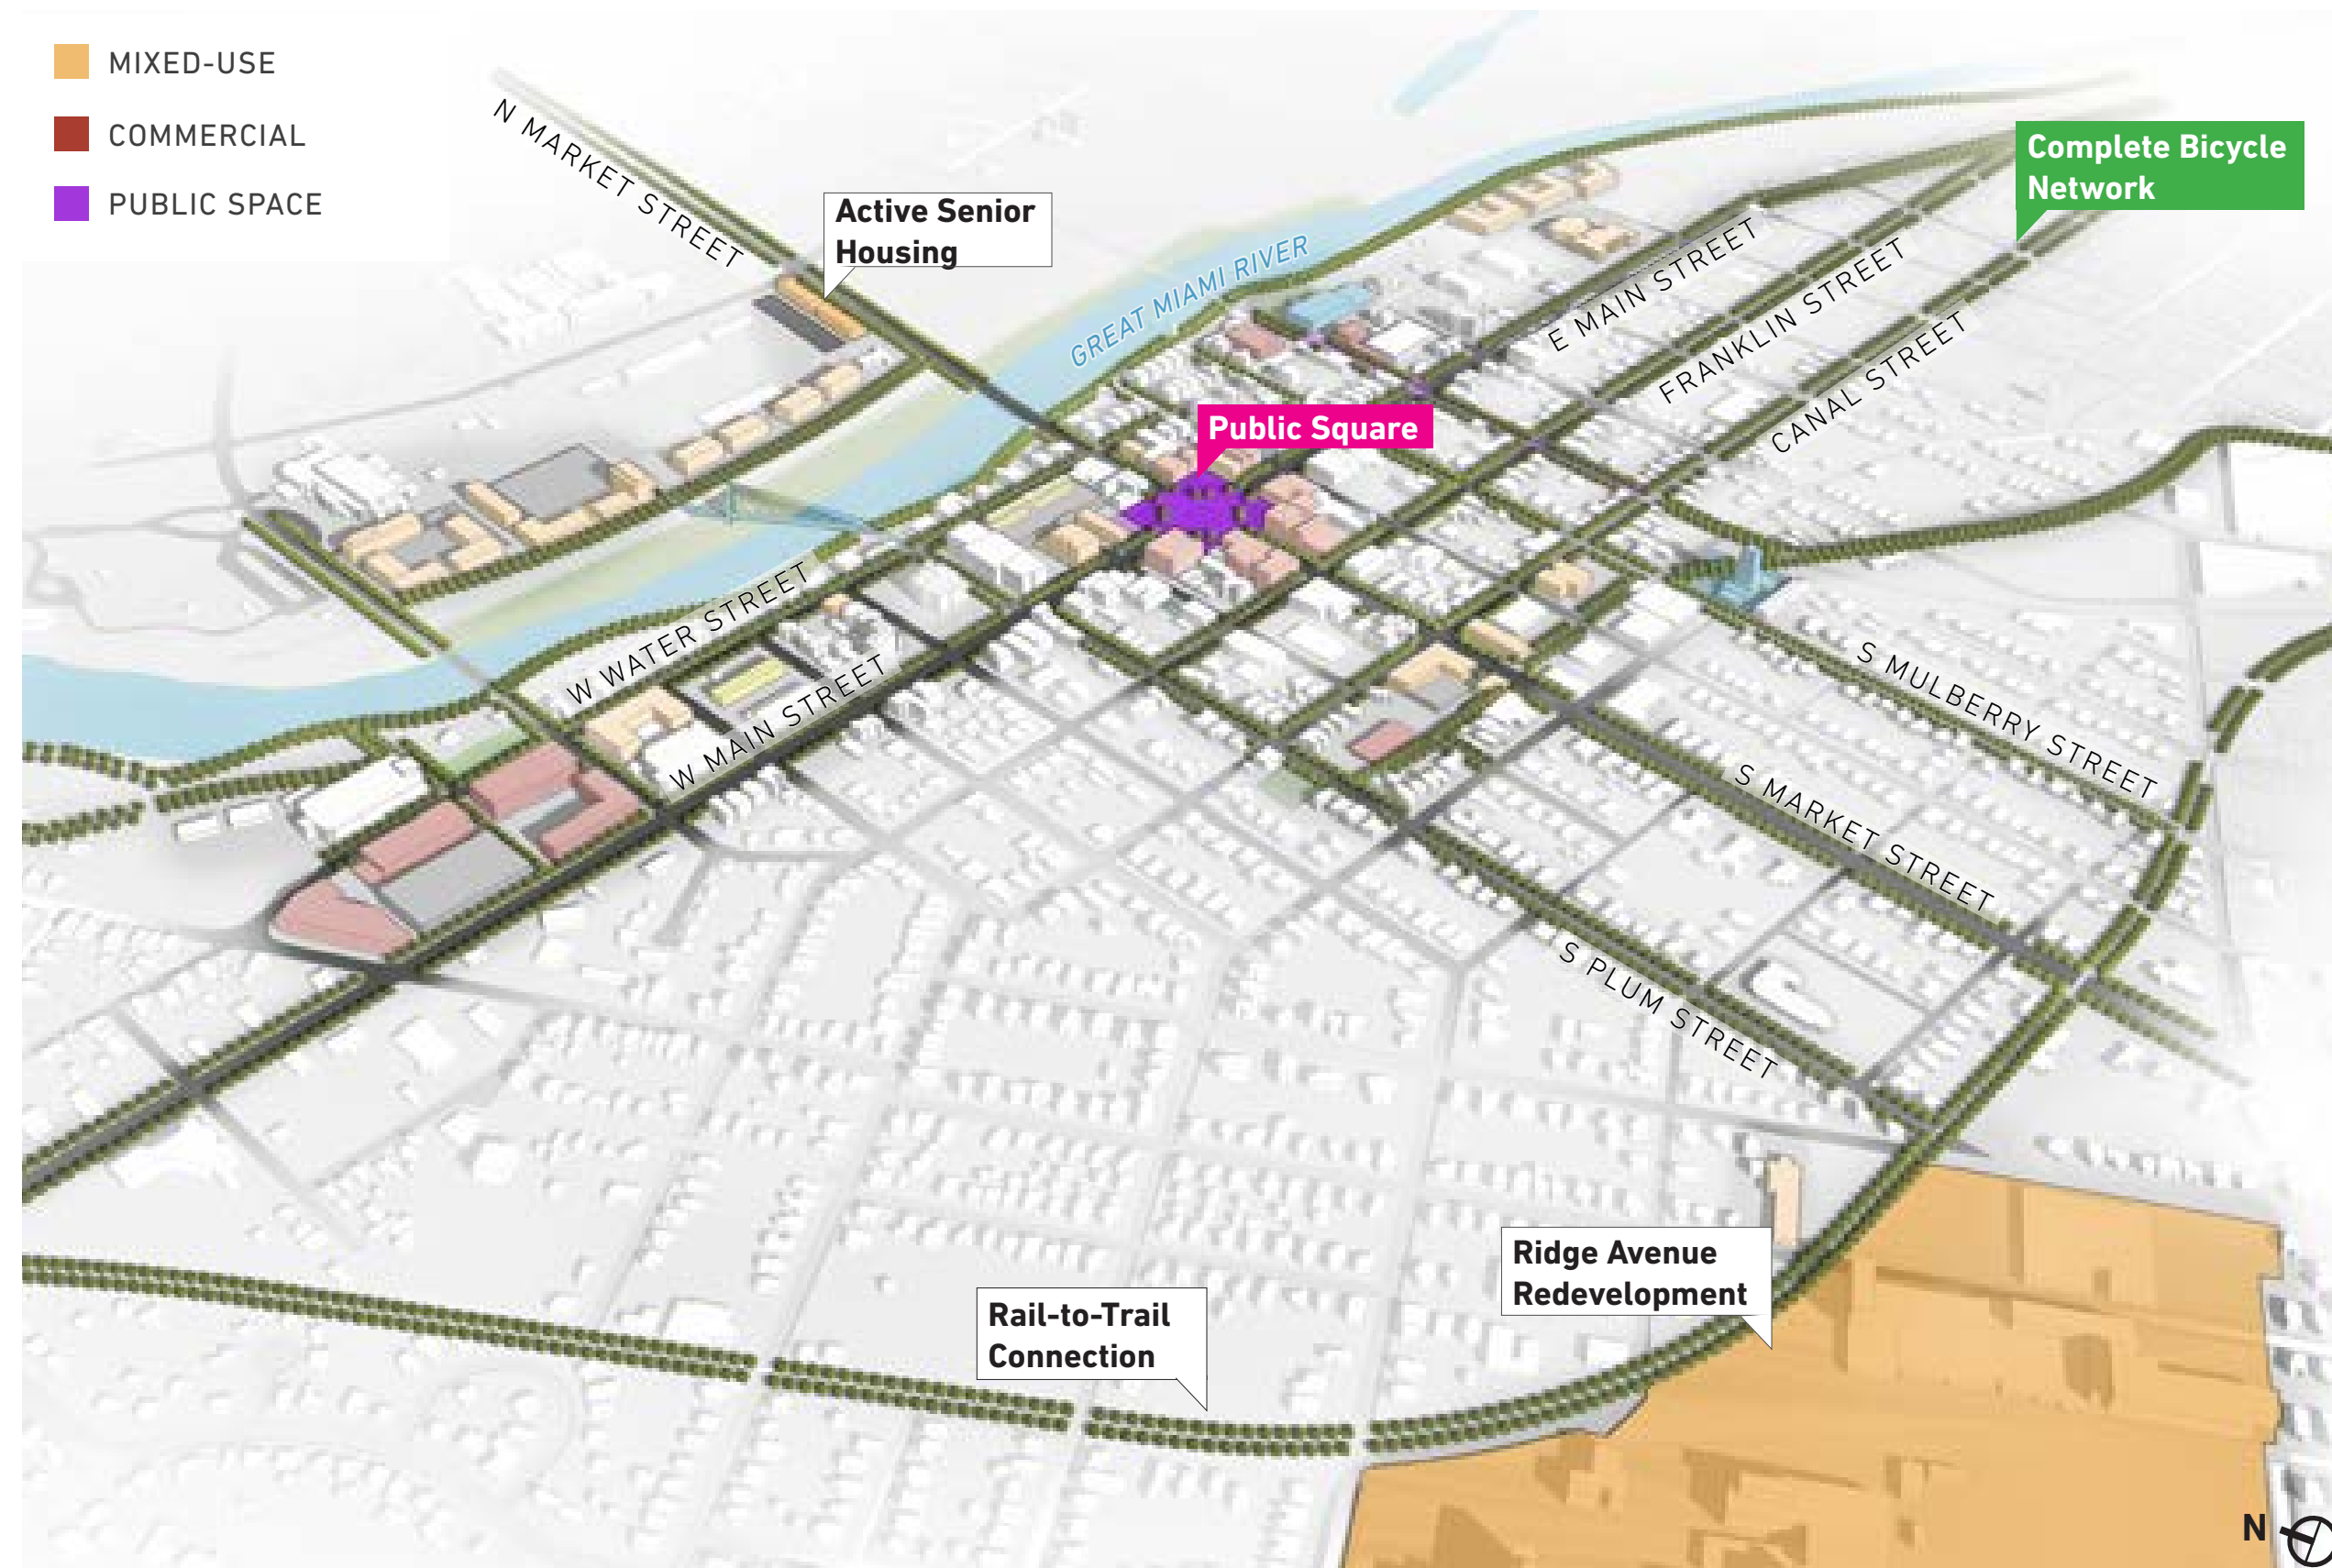 MIXED-USE
COMMERCIAL
PUBLIC SPACE
N MARKET STREET
Active Senior
Housing
Complete Bicycle
Network
GREAT MIAMI RIVER
E MAIN STREET
FRANKLIN STREET
CANAL STREET
Public Square
W WATER STREET
W MAIN STREET
S MULBERRY STREET
S MARKET STREET
S PLUM STREET
Ridge Avenue
Redevelopment
Rail-to-Trail
Connection
N